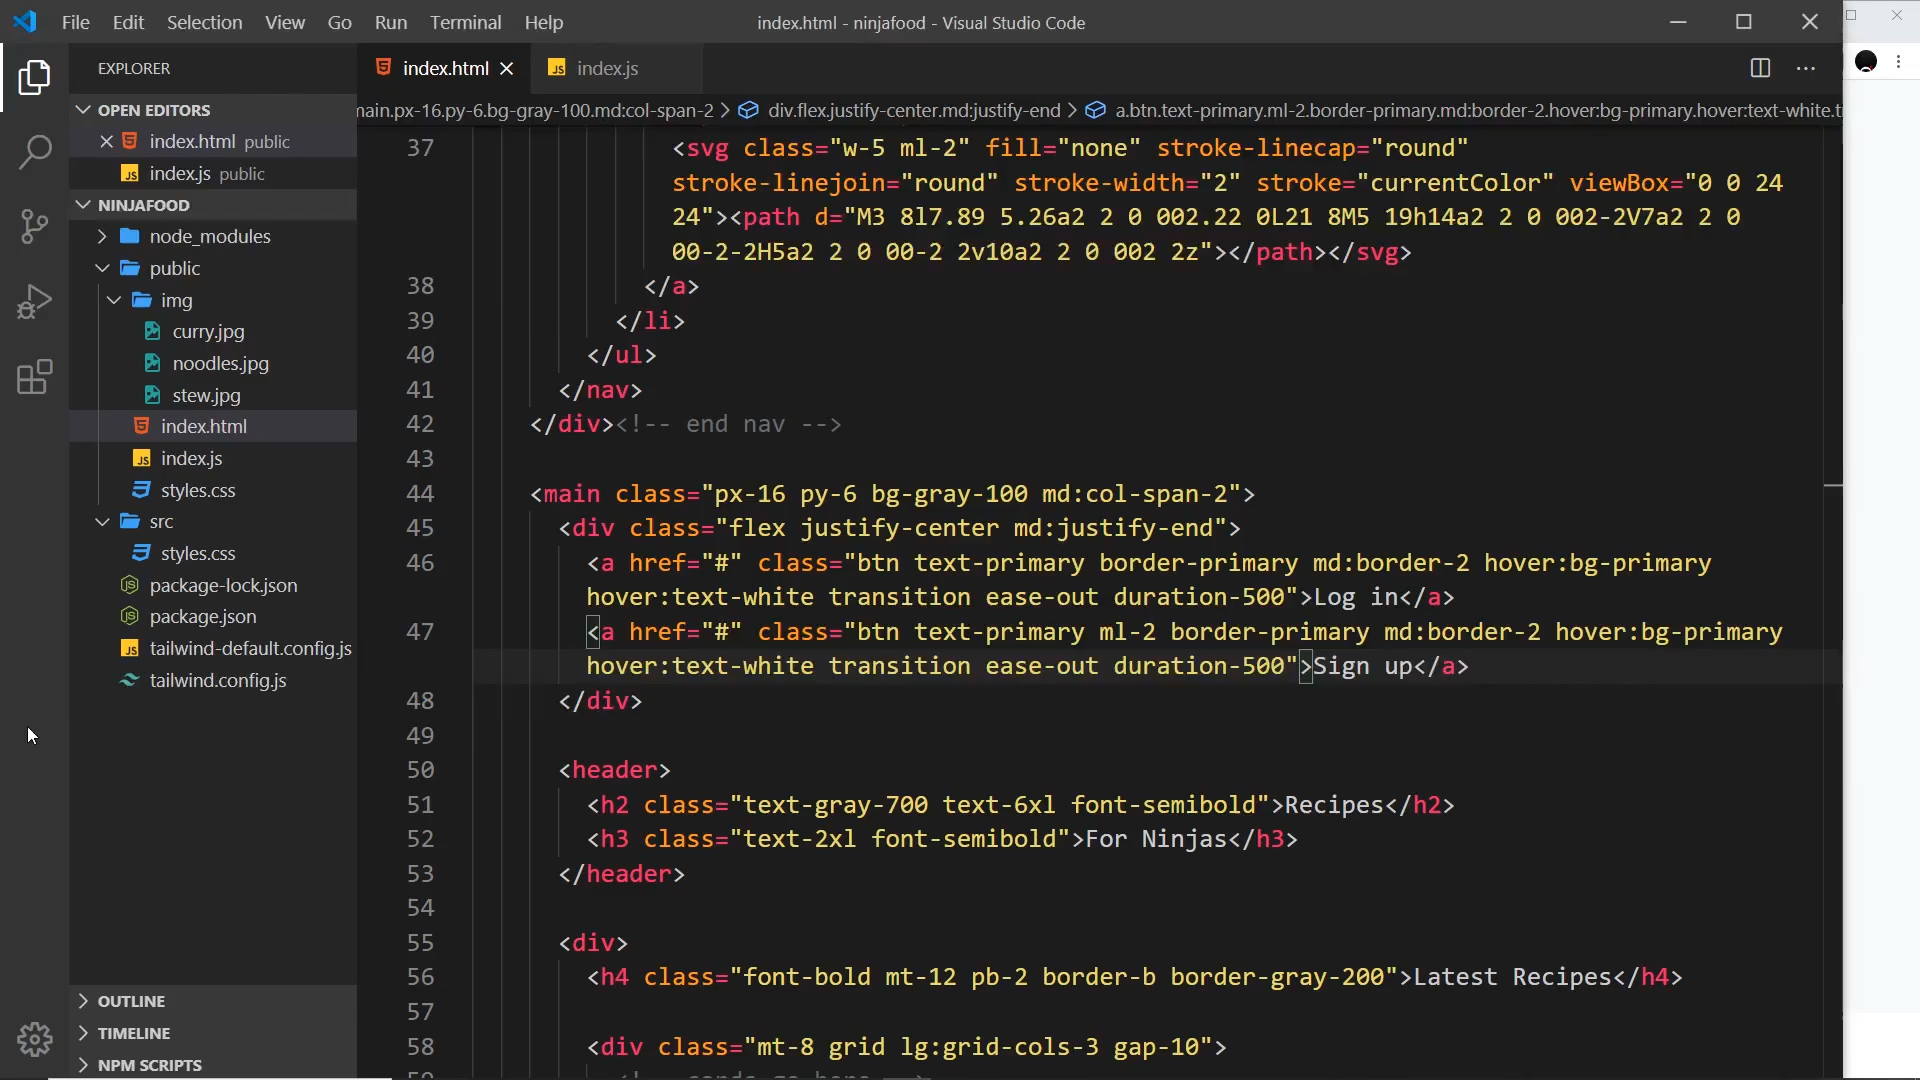 File Edit Selection View Go Run Terminal Help
index.html - ninjafood - Visual Studio Code
EXPLORER
OPEN EDITORS
index.html public
index.js public
NINJAFOOD
node_modules
public
img
curry.jpg
noodles.jpg
stew.jpg
index.html
index.js
styles.css
src
styles.css
package-lock.json
package.json
tailwind-default.config.js
tailwind.config.js
OUTLINE
TIMELINE
NPM SCRIPTS
index.html
index.js
main.px-16.py-6.bg-gray-100.md:col-span-2 > div.flex.justify-center.md:justify-end > a.btn.text-primary.ml-2.border-primary.md:border-2.hover:bg-primary.hover:text-white.t
37 <svg class="w-5 ml-2" fill="none" stroke-linecap="round"
stroke-linejoin="round" stroke-width="2" stroke="currentColor" viewBox="0 0 24
24"><path d="M3 8l7.89 5.26a2 2 0 002.22 0L21 8M5 19h14a2 2 0 002-2V7a2 2 0
00-2-2H5a2 2 0 00-2 2v10a2 2 0 002 2z"></path></svg>
38 </a>
39 </li>
40 </ul>
41 </nav>
42 </div><!-- end nav -->
43
44 <main class="px-16 py-6 bg-gray-100 md:col-span-2">
45 <div class="flex justify-center md:justify-end">
46 <a href="#" class="btn text-primary border-primary md:border-2 hover:bg-primary
hover:text-white transition ease-out duration-500">Log in</a>
47 <a href="#" class="btn text-primary ml-2 border-primary md:border-2 hover:bg-primary
hover:text-white transition ease-out duration-500">Sign up</a>
48 </div>
49
50 <header>
51 <h2 class="text-gray-700 text-6xl font-semibold">Recipes</h2>
52 <h3 class="text-2xl font-semibold">For Ninjas</h3>
53 </header>
54
55 <div>
56 <h4 class="font-bold mt-12 pb-2 border-b border-gray-200">Latest Recipes</h4>
57
58 <div class="mt-8 grid lg:grid-cols-3 gap-10">